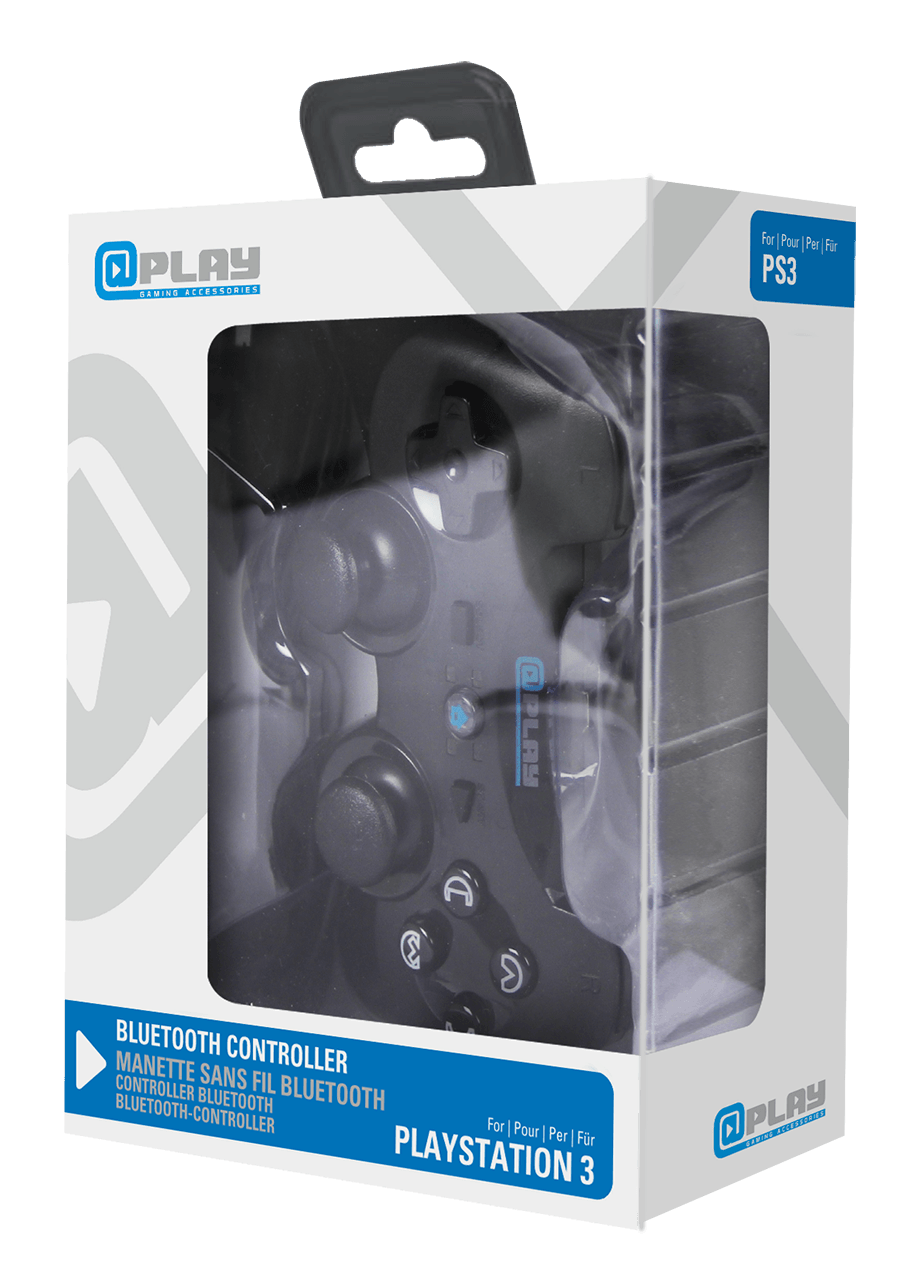 @PLAY
GAMING ACCESSORIES
For | Pour | Per | Für
PS3
L
@PLAY
R
BLUETOOTH CONTROLLER
MANETTE SANS FIL BLUETOOTH
CONTROLLER BLUETOOTH
BLUETOOTH-CONTROLLER
For | Pour | Per | Für
PLAYSTATION 3
@PLAY
GAMING ACCESSORIES